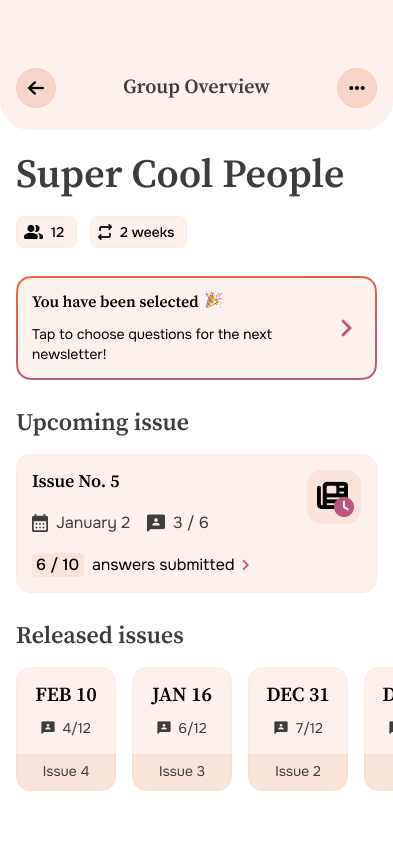 Group Overview
Super Cool People
12
2 weeks
You have been selected 🎉
Tap to choose questions for the next
newsletter!
Upcoming issue
Issue No. 5
January 2
3 / 6
6 / 10 answers submitted
Released issues
FEB 10
4/12
Issue 4
JAN 16
6/12
Issue 3
DEC 31
7/12
Issue 2